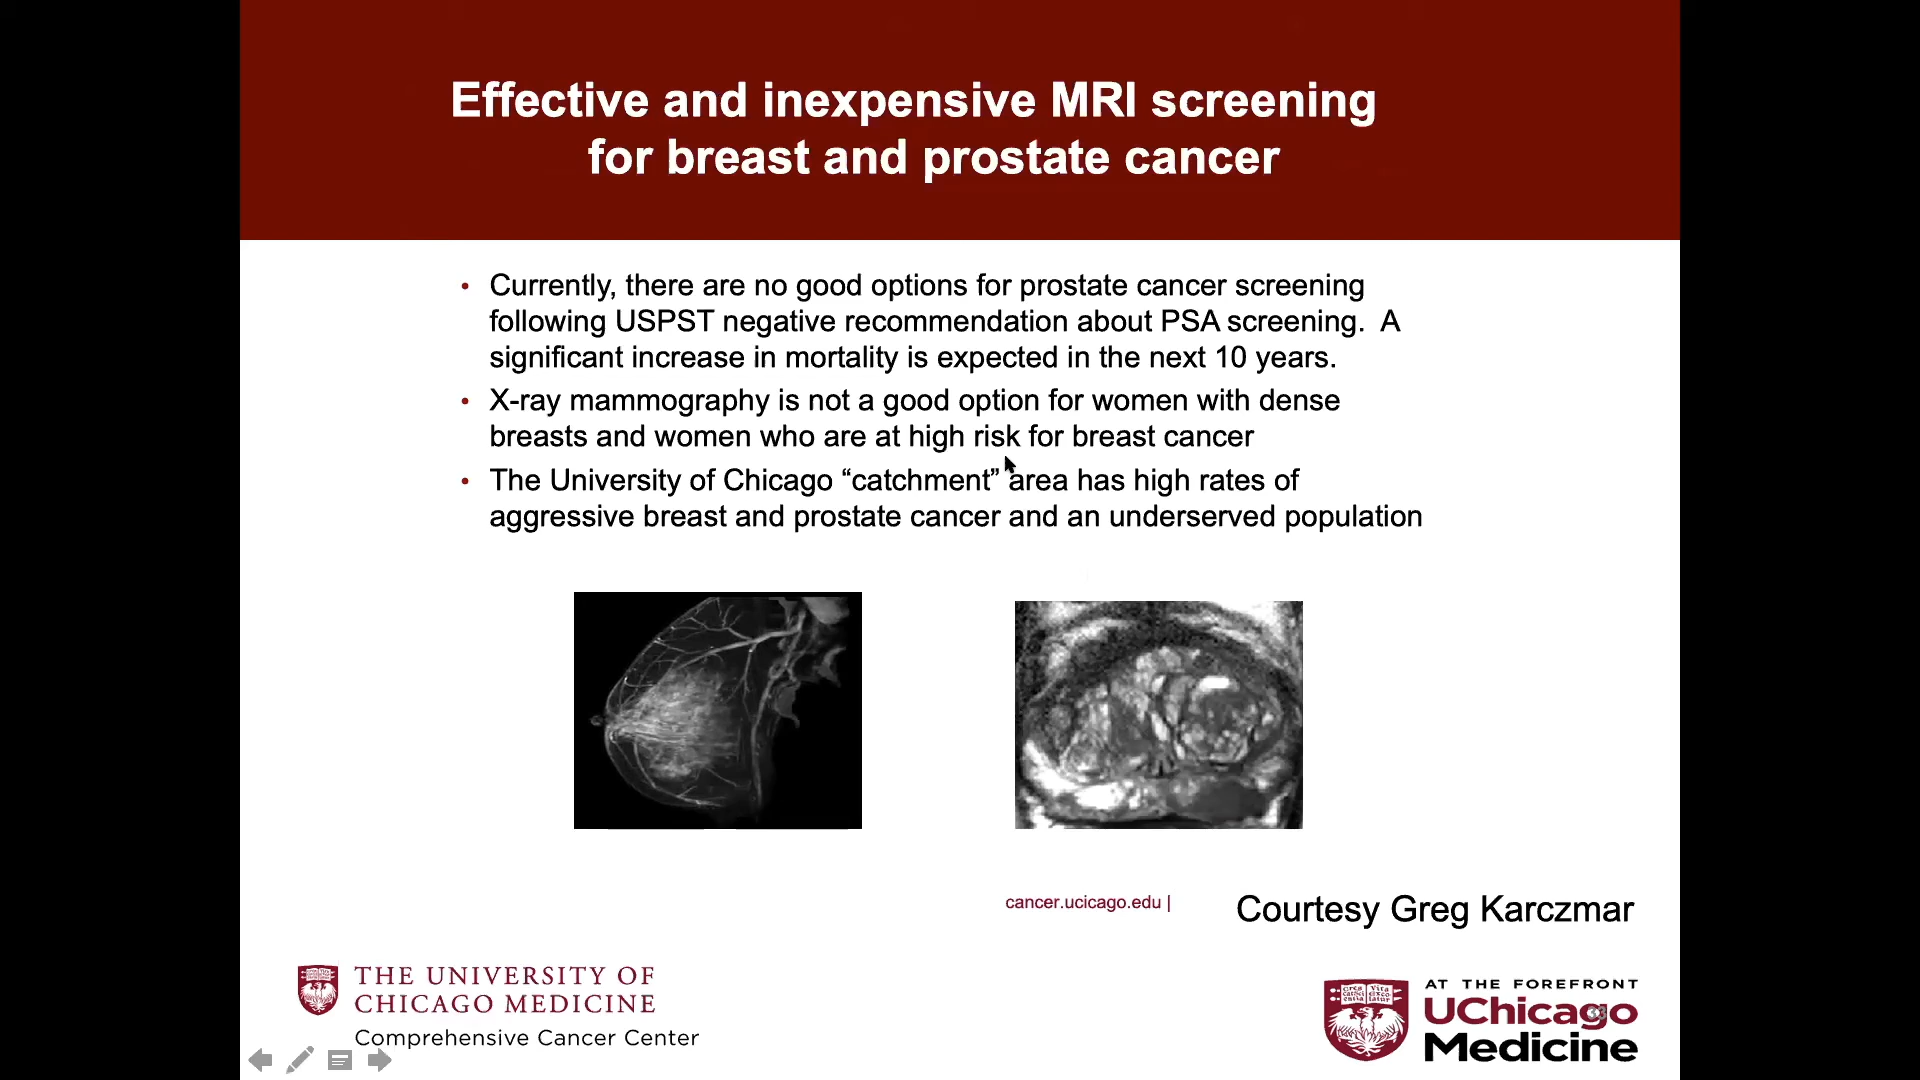 Effective and inexpensive MRI screening
for breast and prostate cancer
• Currently, there are no good options for prostate cancer screening
following USPST negative recommendation about PSA screening.  A
significant increase in mortality is expected in the next 10 years.
• X-ray mammography is not a good option for women with dense
breasts and women who are at high risk for breast cancer
• The University of Chicago “catchment” area has high rates of
aggressive breast and prostate cancer and an underserved population
cancer.ucicago.edu |
Courtesy Greg Karczmar
THE UNIVERSITY OF
CHICAGO MEDICINE
Comprehensive Cancer Center
AT THE FOREFRONT
UChicago
Medicine